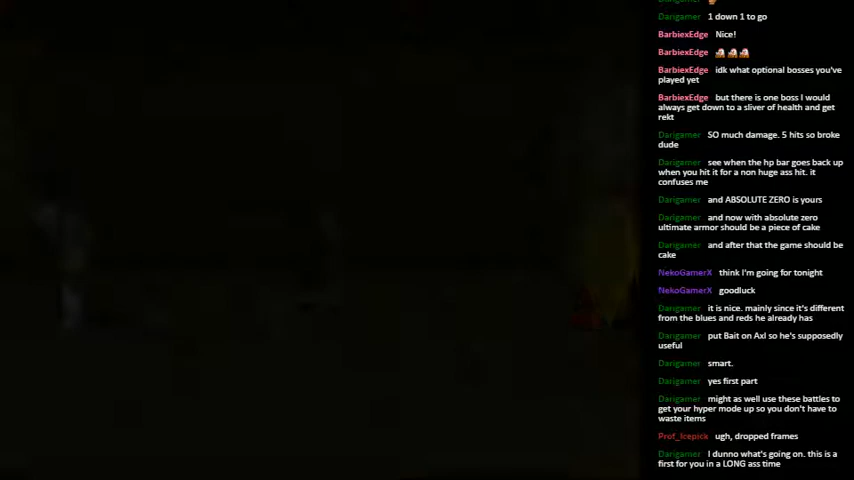 Darigamer 1 down 1 to go
BarbiexEdge Nice!
BarbiexEdge
BarbiexEdge idk what optional bosses you've
played yet
BarbiexEdge but there is one boss I would
always get down to a sliver of health and get
rekt
Darigamer SO much damage. 5 hits so broke
dude
Darigamer see when the hp bar goes back up
when you hit it for a non huge ass hit. it
confuses me
Darigamer and ABSOLUTE ZERO is yours
Darigamer and now with absolute zero
ultimate armor should be a piece of cake
Darigamer and after that the game should be
cake
NekoGamerX think I'm going for tonight
NekoGamerX goodluck
Darigamer it is nice. mainly since it's different
from the blues and reds he already has
Darigamer put Bait on Axl so he's supposedly
useful
Darigamer smart.
Darigamer yes first part
Darigamer might as well use these battles to
get your hyper mode up so you don't have to
waste items
Prof_Icepick ugh, dropped frames
Darigamer I dunno what's going on. this is a
first for you in a LONG ass time